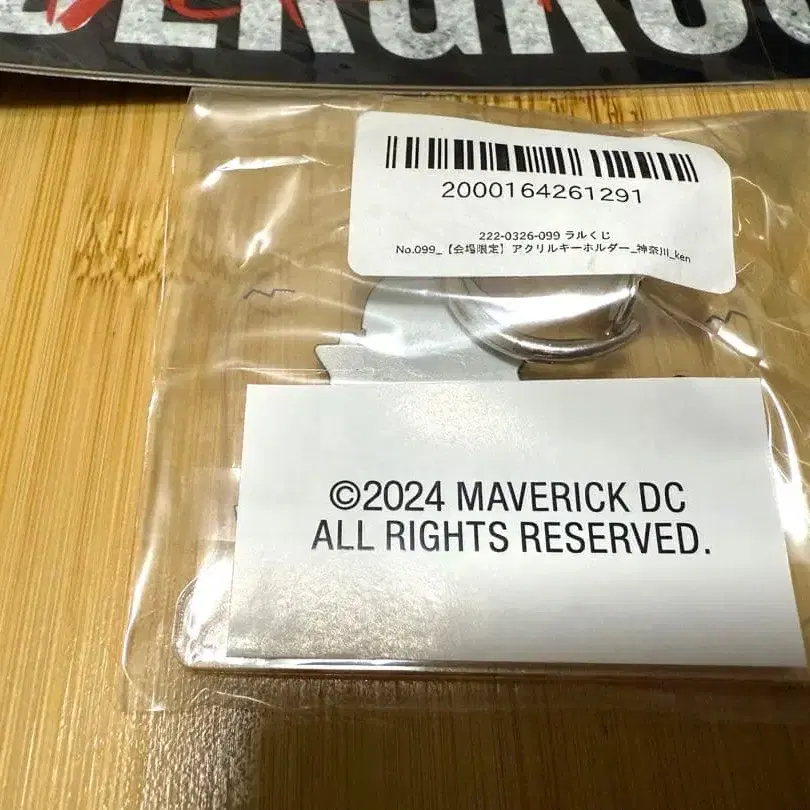 2000164261291
222-0326-099 ラルくじ
No.099_【会場限定】アクリルキーホルダー_神奈川_ken
©2024 MAVERICK DC
ALL RIGHTS RESERVED.